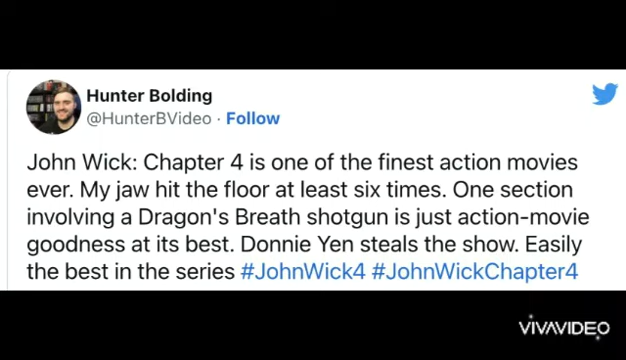 Hunter Bolding
@HunterBVideo · Follow
John Wick: Chapter 4 is one of the finest action movies
ever. My jaw hit the floor at least six times. One section
involving a Dragon's Breath shotgun is just action-movie
goodness at its best. Donnie Yen steals the show. Easily
the best in the series #JohnWick4 #JohnWickChapter4
VIVAVIDEO